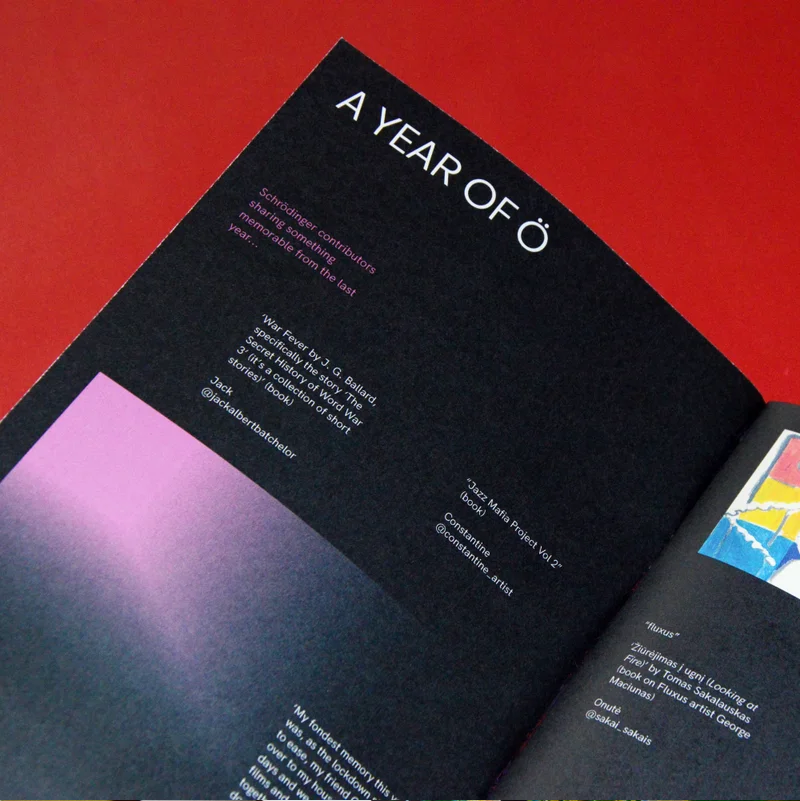 A YEAR OF Ö
Schrödinger contributors
sharing something
memorable from the last
year...
'War Fever by J. G. Ballard,
specifically the story 'The
Secret History of Word War
3' (it's a collection of short
stories)' (book)
Jack
@jackalbertbatchelor
"Jazz Mafia Project Vol 2"
(book)
Constantine
@constantine_artist
'My fondest memory this
was, as the lockdown
to ease, my friend
over to my
days and
films and
"fluxus"
'Žiūrėjimas į ugnį (Looking at
Fire)' by Tomas Sakalauskas
(book on Fluxus artist George
Maciunas)
Onutė
@sakai_sakais